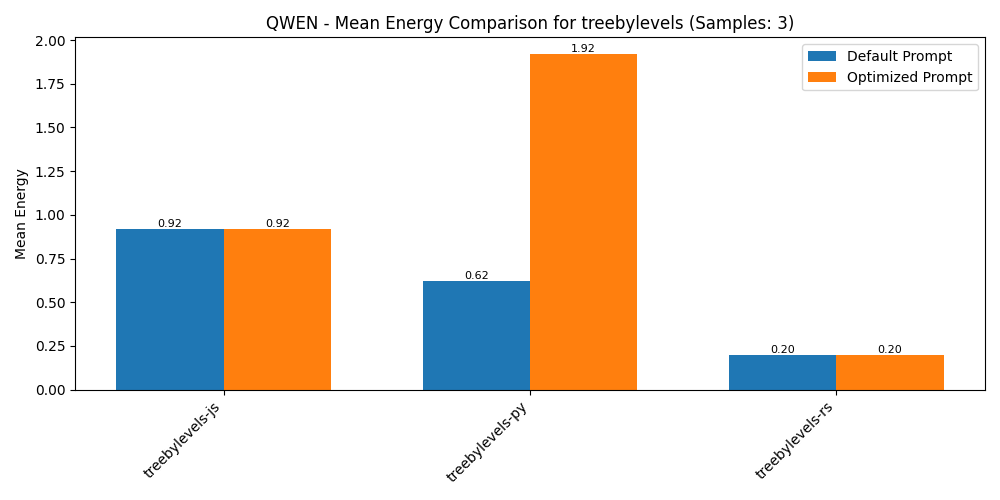 QWEN - Mean Energy Comparison for treebylevels (Samples: 3)
Default Prompt
Optimized Prompt
Mean Energy
2.00
1.75
1.50
1.25
1.00
0.75
0.50
0.25
0.00
0.92
0.92
0.62
1.92
0.20
0.20
treebylevels-js
treebylevels-py
treebylevels-rs